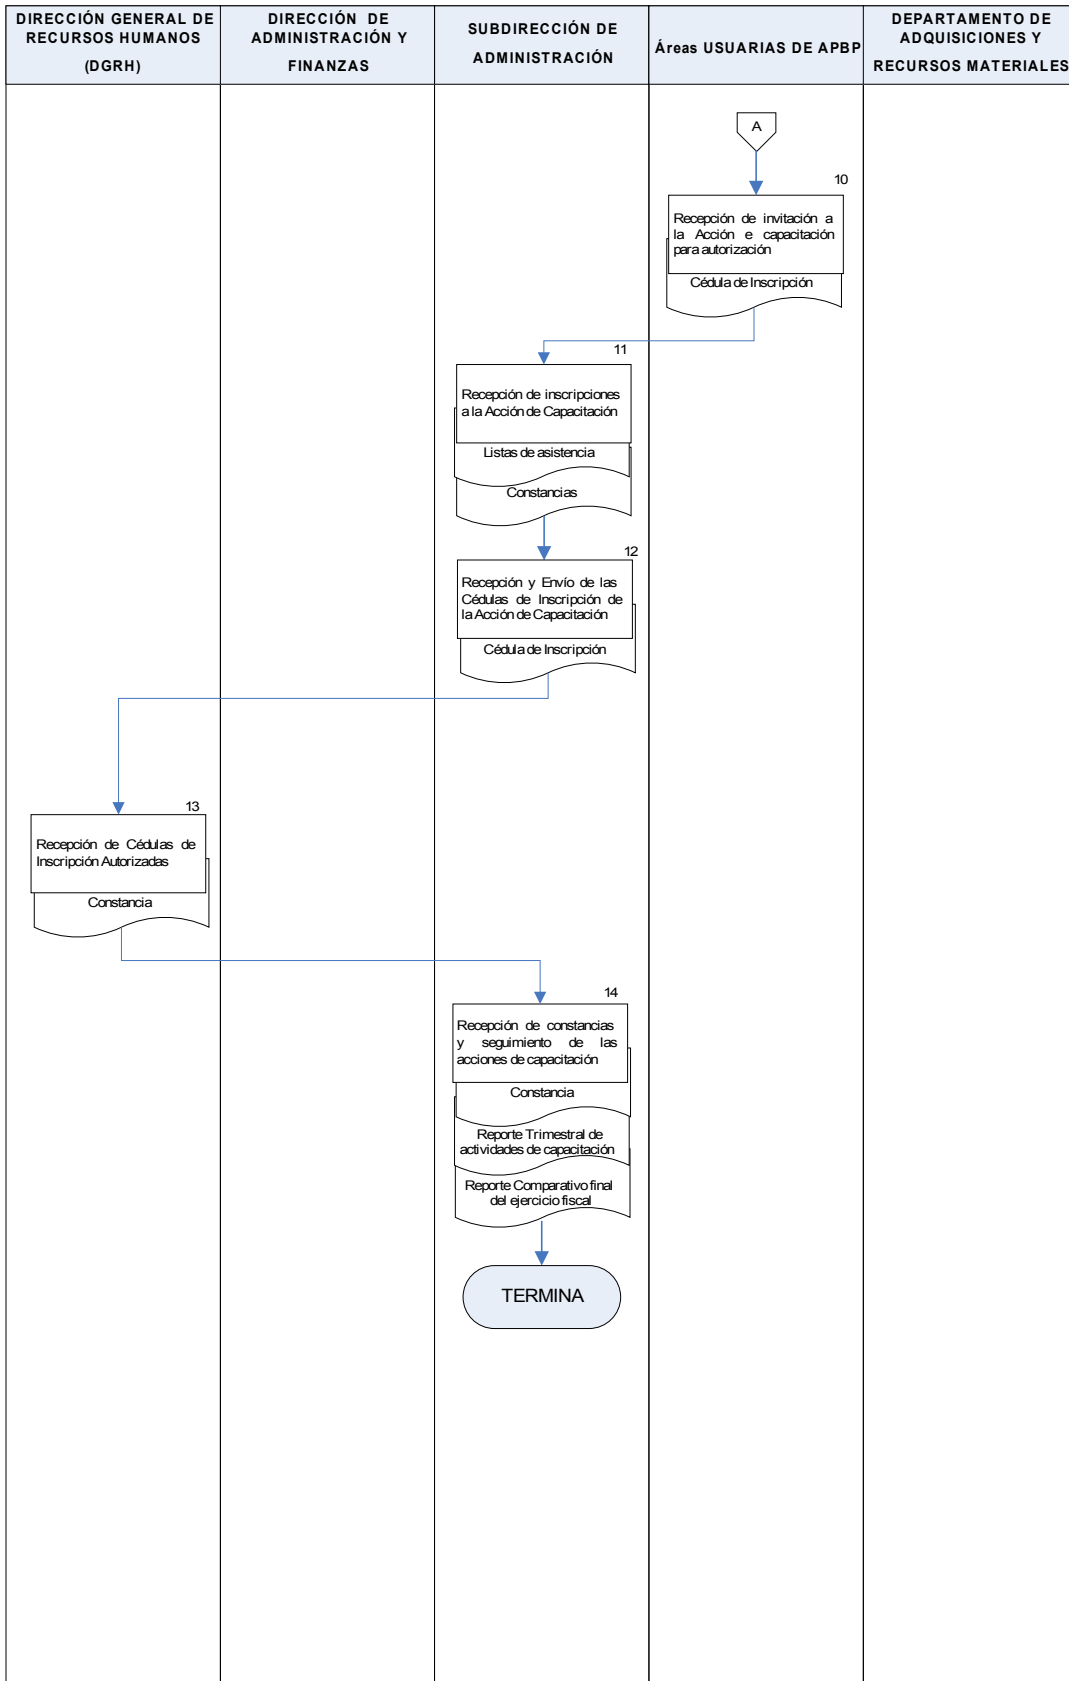 DIRECCIÓN GENERAL DE
RECURSOS HUMANOS
(DGRH)
DIRECCIÓN DE
ADMINISTRACIÓN Y
FINANZAS
SUBDIRECCIÓN DE
ADMINISTRACIÓN
Áreas USUARIAS DE APBP
DEPARTAMENTO DE
ADQUISICIONES Y
RECURSOS MATERIALES
A
10
Recepción de invitación a
la Acción e capacitación
para autorización
Cédula de Inscripción
11
Recepción de inscripciones
a la Acción de Capacitación
Listas de asistencia
Constancias
12
Recepción y Envío de las
Cédulas de Inscripción de
la Acción de Capacitación
Cédula de Inscripción
13
Recepción de Cédulas de
Inscripción Autorizadas
Constancia
14
Recepción de constancias
y seguimiento de las
acciones de capacitación
Constancia
Reporte Trimestral de
actividades de capacitación
Reporte Comparativo final
del ejercicio fiscal
TERMINA